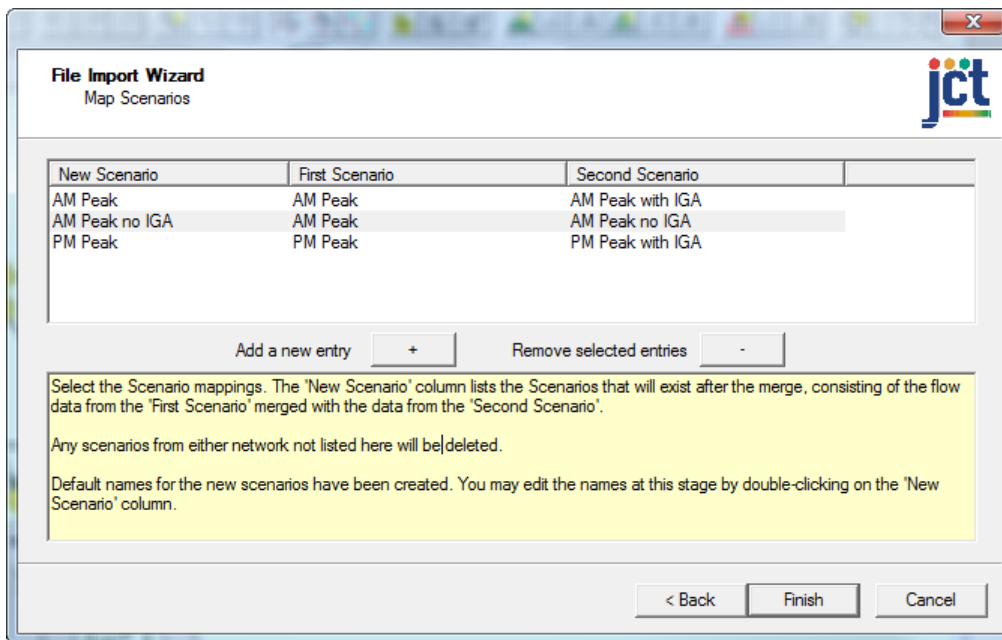 x
File Import Wizard
Map Scenarios
jct
New Scenario First Scenario Second Scenario
AM Peak AM Peak AM Peak with IGA
AM Peak no IGA AM Peak AM Peak no IGA
PM Peak PM Peak PM Peak with IGA
Add a new entry + Remove selected entries -
Select the Scenario mappings. The 'New Scenario' column lists the Scenarios that will exist after the merge, consisting of the flow
data from the 'First Scenario' merged with the data from the 'Second Scenario'.
Any scenarios from either network not listed here will be deleted.
Default names for the new scenarios have been created. You may edit the names at this stage by double-clicking on the 'New
Scenario' column.
< Back Finish Cancel